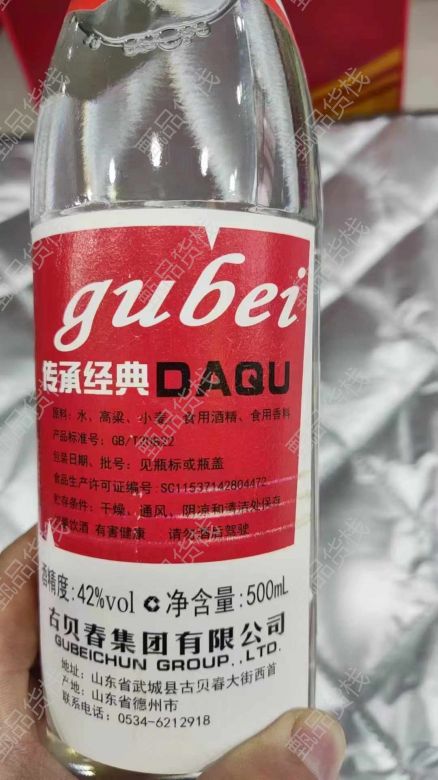 gubei
传承经典 DAQU
原料: 水、高粱、小麦、食用酒精、食用香料
产品标准号: GB/T20822
包装日期、批号: 见瓶标或瓶盖
食品生产许可证编号: SC11537142804472
贮存条件: 干燥、通风、阴凉和清洁处保存
饮酒 有害健康 请勿酒后驾驶
酒精度: 42%vol 净含量: 500mL
古贝春集团有限公司
GUBEICHUN GROUP., LTD.
地址: 山东省武城县古贝春大街西首
产地: 山东省德州市
联系电话: 0534-6212918
甄品货栈